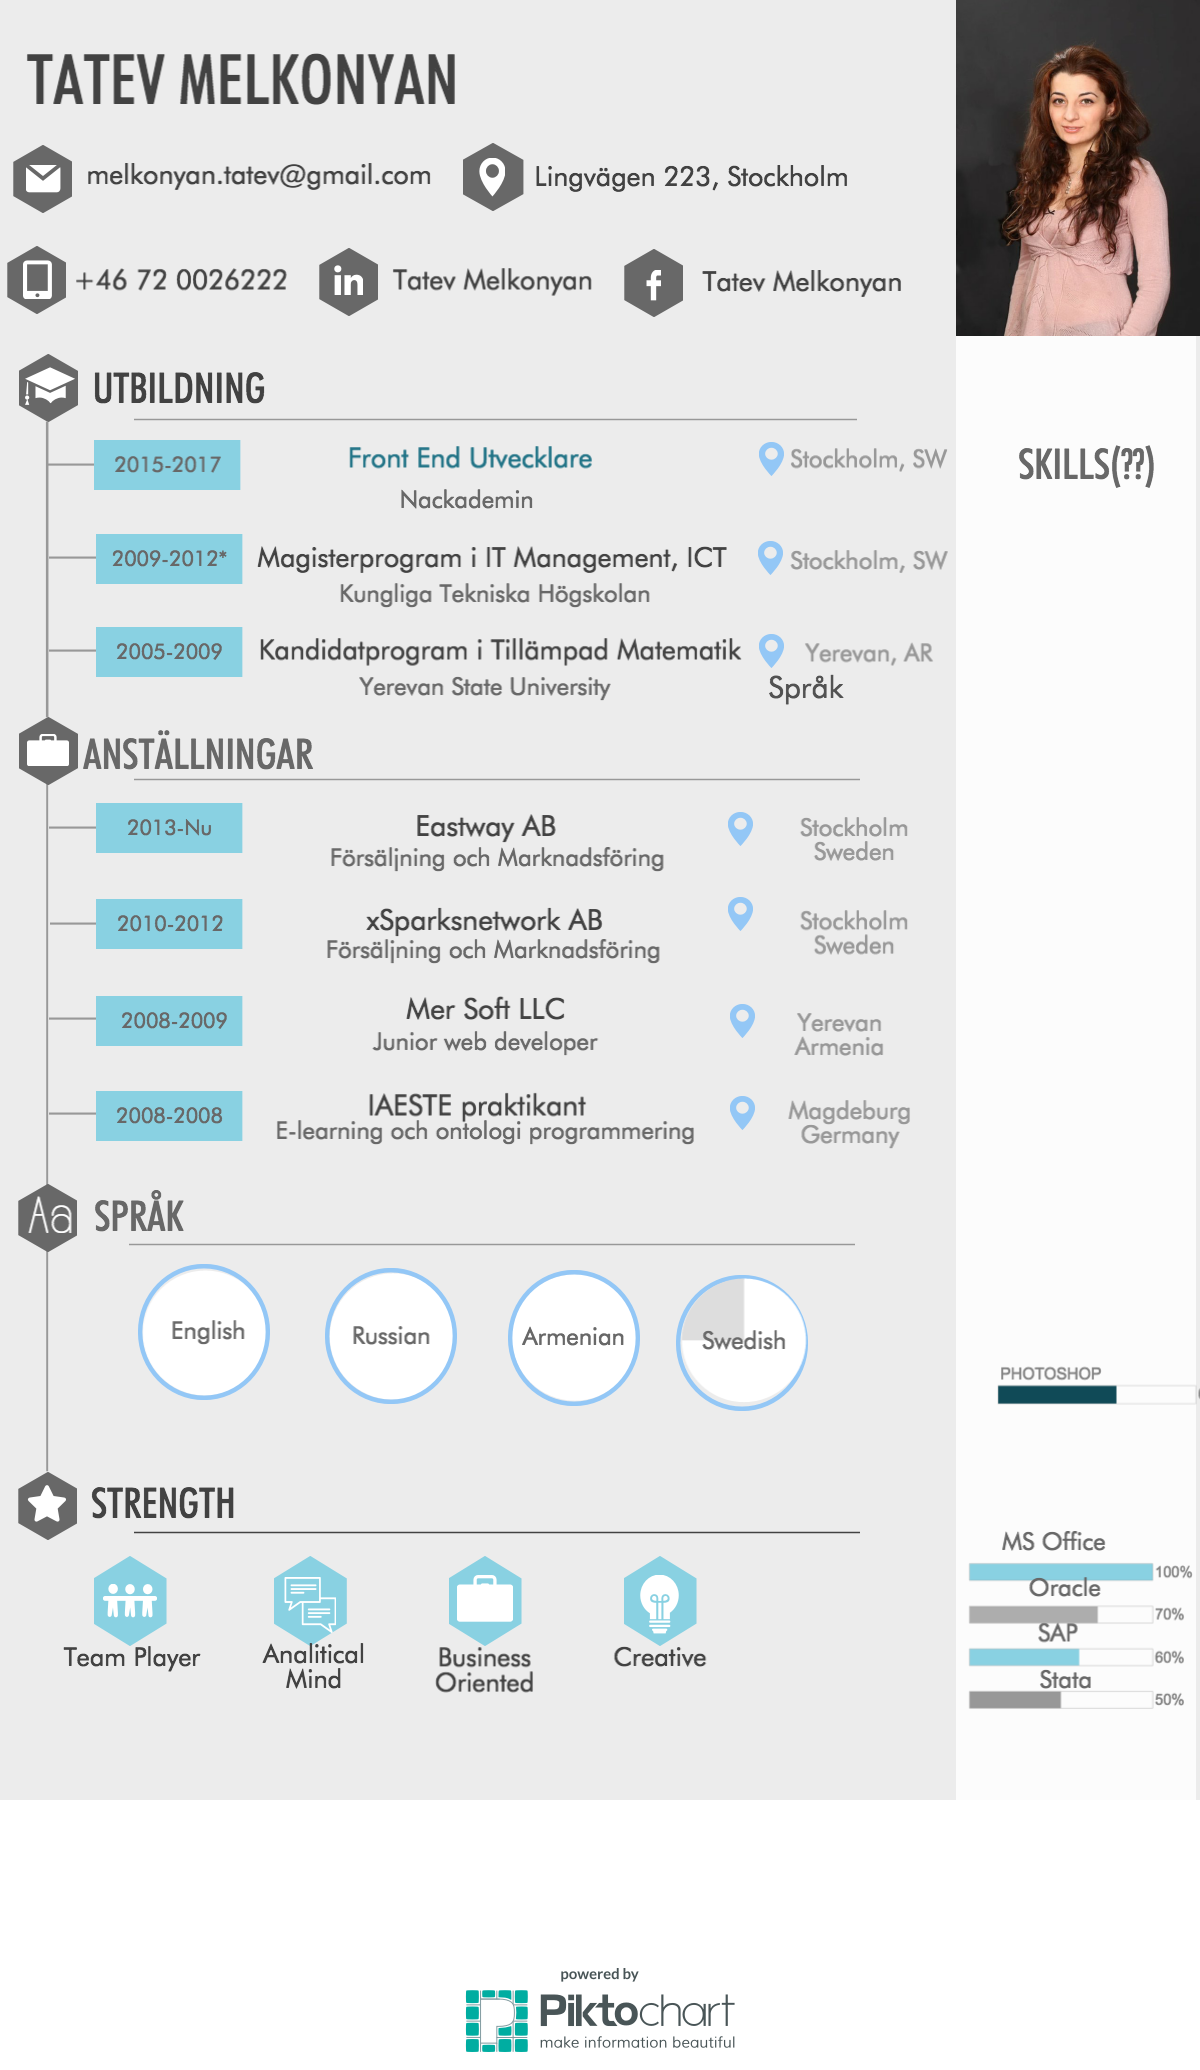 TATEV MELKONYAN
melkonyan.tatev@gmail.com
Lingvägen 223, Stockholm
+46 72 0026222
in
Tatev Melkonyan
f
Tatev Melkonyan
UTBILDNING
2015-2017
Front End Utvecklare
Stockholm, SW
Nackademin
2009-2012*
Magisterprogram i IT Management, ICT
Stockholm, SW
Kungliga Tekniska Högskolan
2005-2009
Kandidatprogram i Tillämpad Matematik
Yerevan, AR
Yerevan State University
Språk
ANSTÄLLNINGAR
2013-Nu
Eastway AB
Försäljning och Marknadsföring
Stockholm
Sweden
2010-2012
xSparksnetwork AB
Försäljning och Marknadsföring
Stockholm
Sweden
2008-2009
Mer Soft LLC
Junior web developer
Yerevan
Armenia
2008-2008
IAESTE praktikant
E-learning och ontologi programmering
Magdeburg
Germany
Aa
SPRÅK
English
Russian
Armenian
Swedish
STRENGTH
Team Player
Analitical
Mind
Business
Oriented
Creative
SKILLS(??)
PHOTOSHOP
MS Office
100%
Oracle
70%
SAP
60%
Stata
50%
powered by
Piktochart
make information beautiful